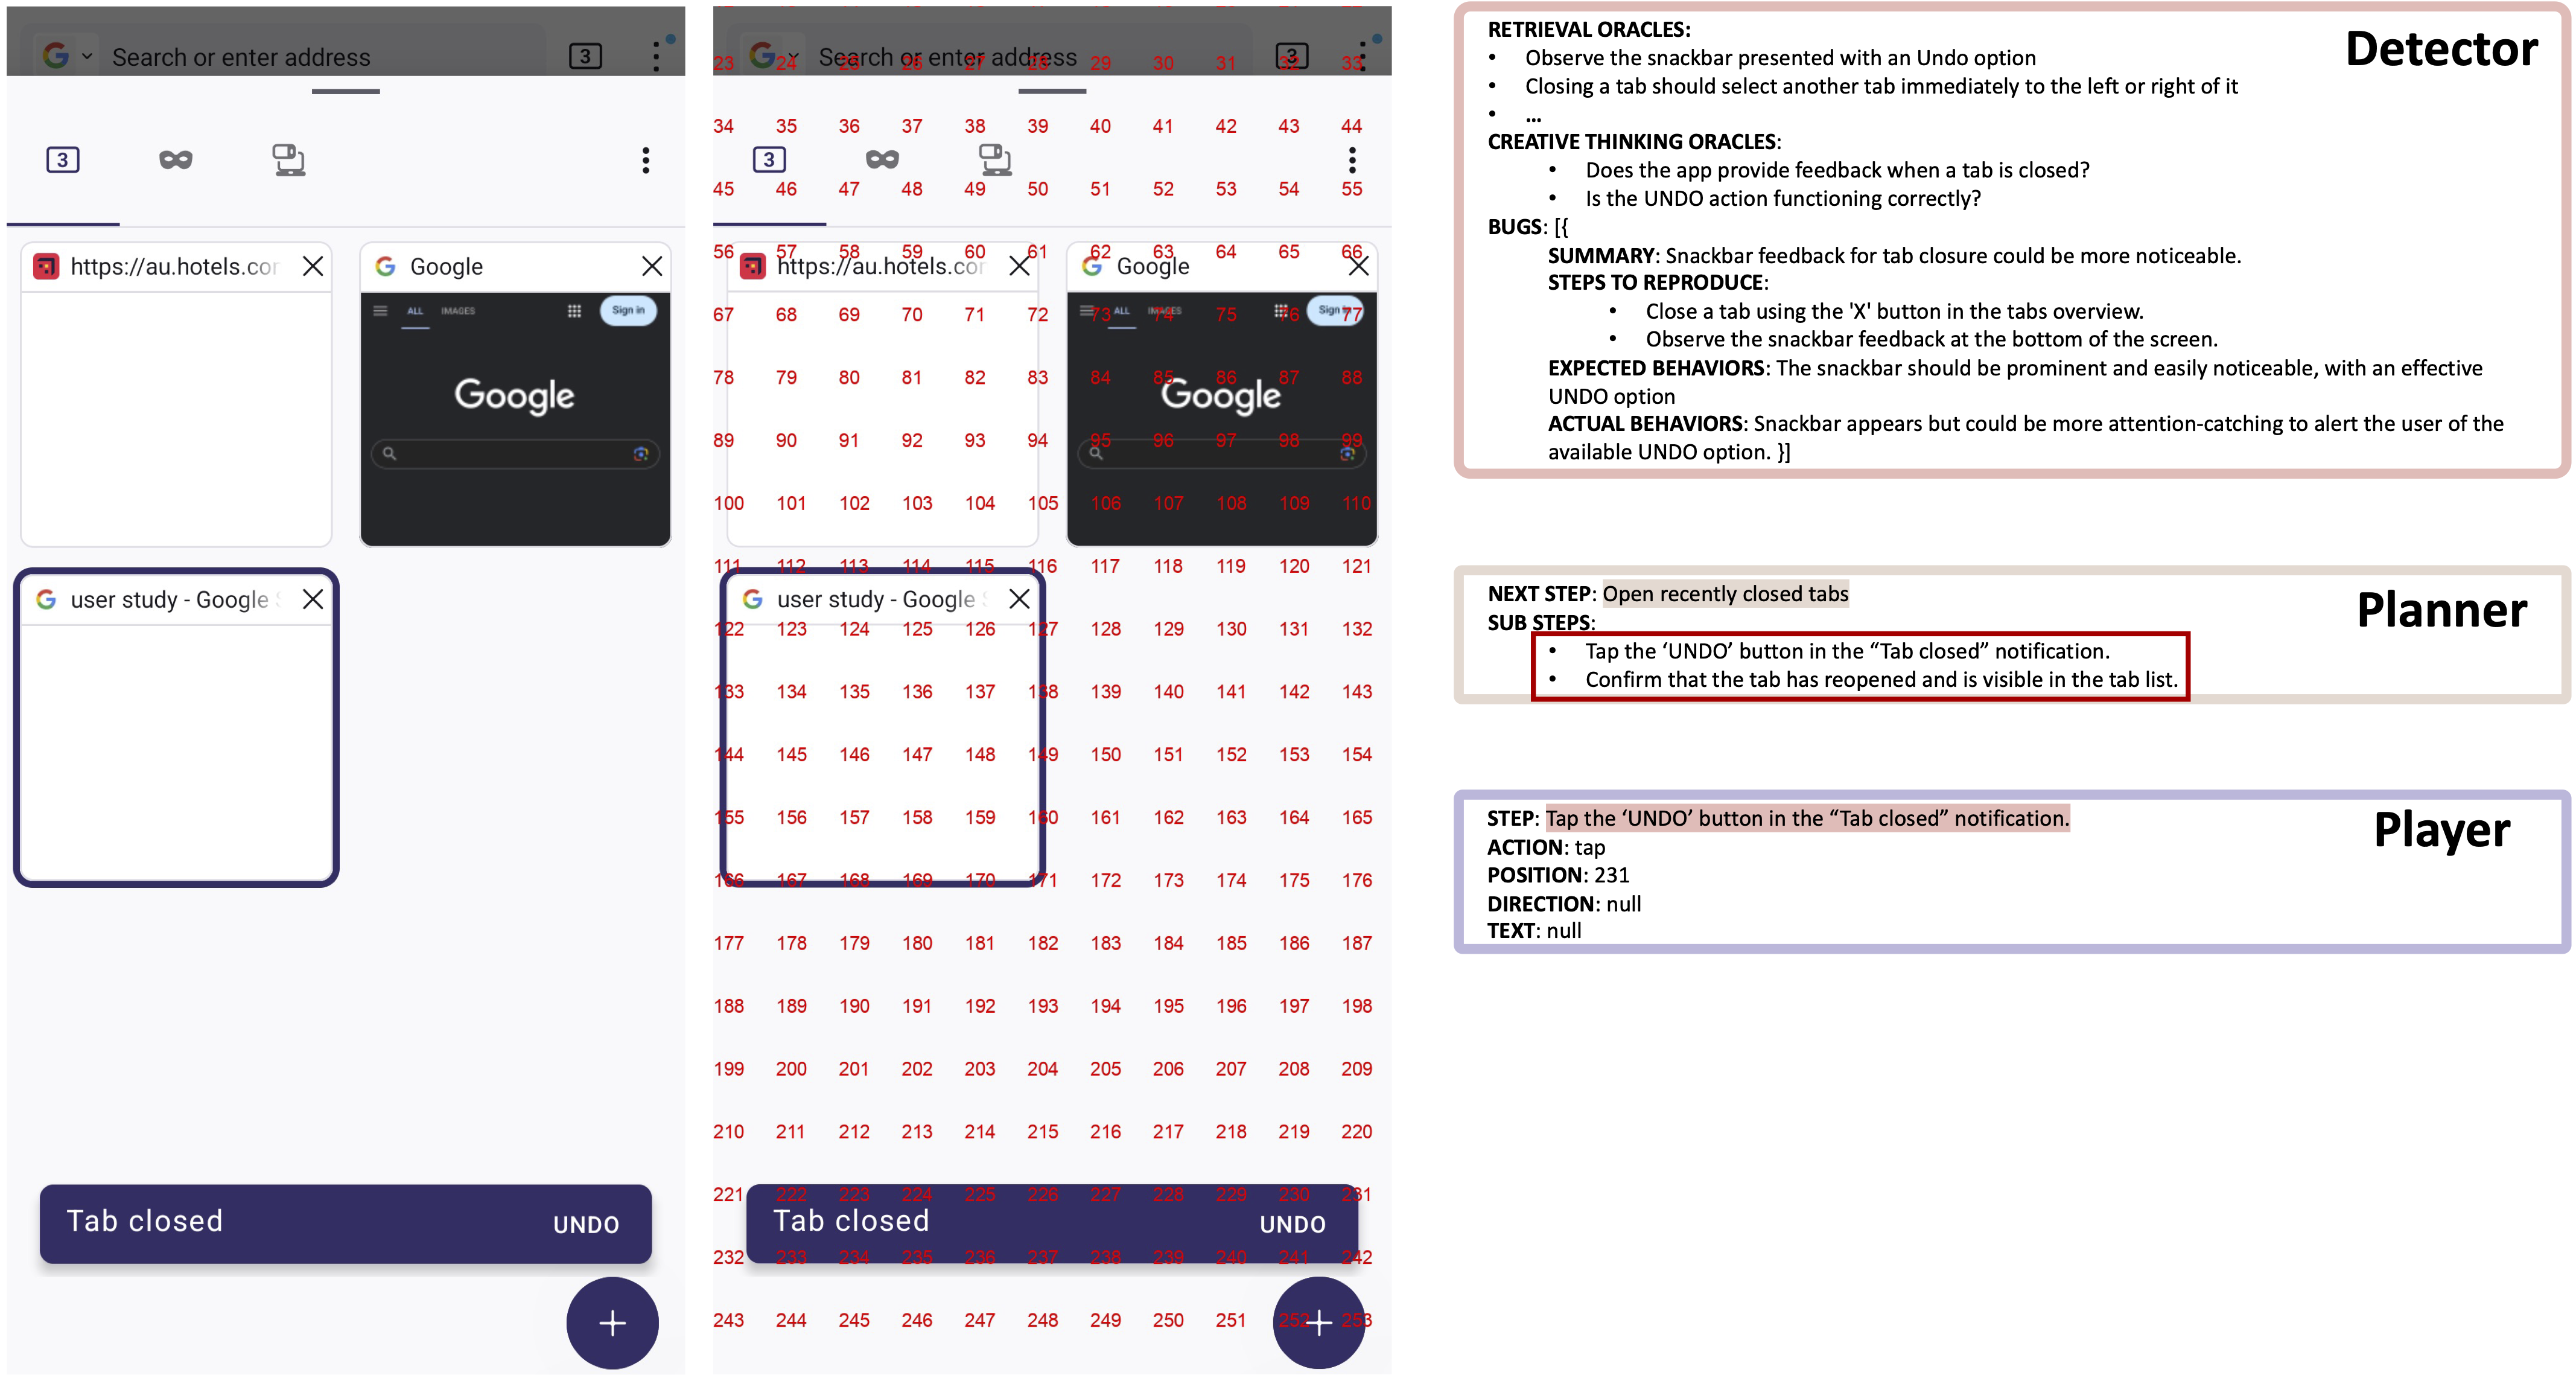 Search or enter address
3
3
https://au.hotels.cor
Google
ALL IMAGES
Sign in
Google
user study - Google S
Tab closed
UNDO
12 13 14 15 16 17 18 19 20 21 22
Search or enter address
3
23 24 25 26 27 28 29 30 31 32 33
34 35 36 37 38 39 40 41 42 43 44
3
45 46 47 48 49 50 51 52 53 54 55
56 57 58 59 60 61 62 63 64 65 66
https://au.hotels.cor
Google
67 68 69 70 71 72 73 74 75 76 77
ALL IMAGES
Sign in
78 79 80 81 82 83 84 85 86 87 88
Google
89 90 91 92 93 94 95 96 97 98 99
100 101 102 103 104 105 106 107 108 109 110
111 112 113 114 115 116 117 118 119 120 121
user study - Google S
122 123 124 125 126 127 128 129 130 131 132
133 134 135 136 137 138 139 140 141 142 143
144 145 146 147 148 149 150 151 152 153 154
155 156 157 158 159 160 161 162 163 164 165
166 167 168 169 170 171 172 173 174 175 176
177 178 179 180 181 182 183 184 185 186 187
188 189 190 191 192 193 194 195 196 197 198
199 200 201 202 203 204 205 206 207 208 209
210 211 212 213 214 215 216 217 218 219 220
221 222 223 224 225 226 227 228 229 230 231
Tab closed
UNDO
232 233 234 235 236 237 238 239 240 241 242
243 244 245 246 247 248 249 250 251 252 253
Detector
RETRIEVAL ORACLES:
• Observe the snackbar presented with an Undo option
• Closing a tab should select another tab immediately to the left or right of it
• ...
CREATIVE THINKING ORACLES:
• Does the app provide feedback when a tab is closed?
• Is the UNDO action functioning correctly?
BUGS: [{
SUMMARY: Snackbar feedback for tab closure could be more noticeable.
STEPS TO REPRODUCE:
• Close a tab using the 'X' button in the tabs overview.
• Observe the snackbar feedback at the bottom of the screen.
EXPECTED BEHAVIORS: The snackbar should be prominent and easily noticeable, with an effective
UNDO option
ACTUAL BEHAVIORS: Snackbar appears but could be more attention-catching to alert the user of the
available UNDO option. }]
Planner
NEXT STEP: Open recently closed tabs
SUB STEPS:
• Tap the ‘UNDO’ button in the “Tab closed” notification.
• Confirm that the tab has reopened and is visible in the tab list.
Player
STEP: Tap the ‘UNDO’ button in the “Tab closed” notification.
ACTION: tap
POSITION: 231
DIRECTION: null
TEXT: null